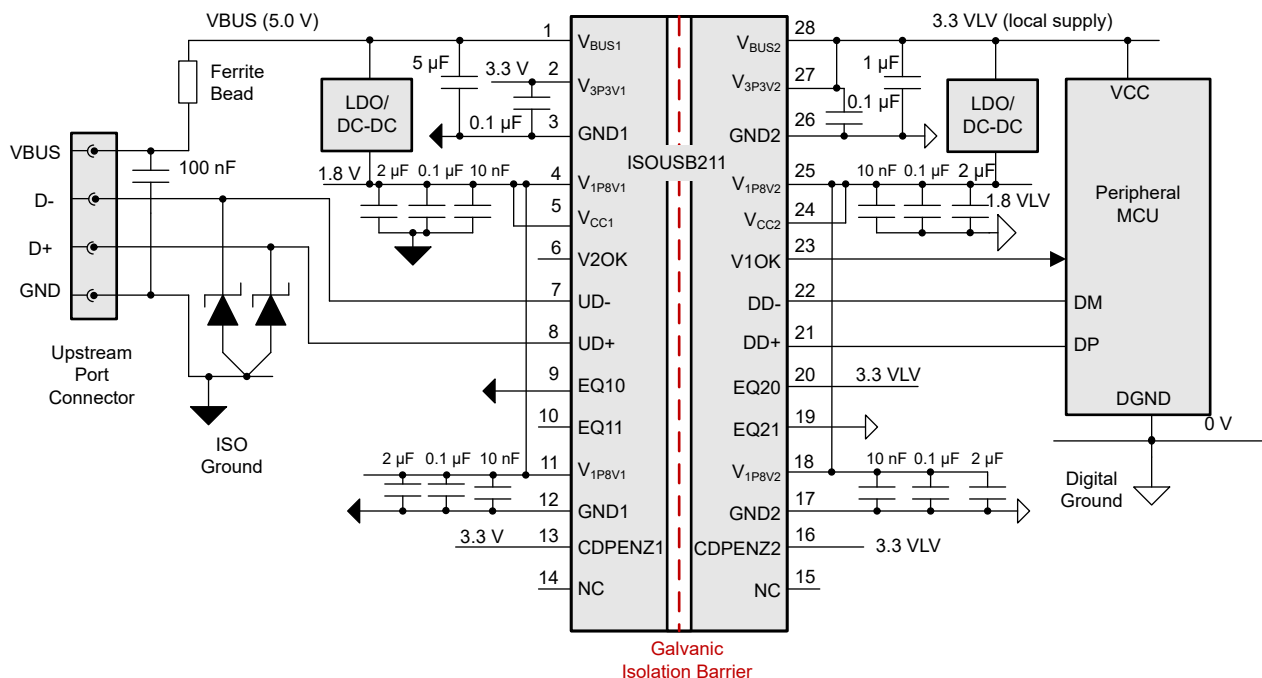 VBUS (5.0 V)
Ferrite
Bead
VBUS
D-
D+
GND
100 nF
Upstream
Port
Connector
ISO
Ground
LDO/
DC-DC
5 µF
3.3 V
0.1 µF
1.8 V
2 µF
0.1 µF
10 nF
2 µF
0.1 µF
10 nF
3.3 V
1
VBUS1
2
V3P3V1
3
GND1
4
V1P8V1
5
VCC1
6
V2OK
7
UD-
8
UD+
9
EQ10
10
EQ11
11
V1P8V1
12
GND1
13
CDPENZ1
14
NC
ISOUSB211
Galvanic
Isolation Barrier
28
VBUS2
27
V3P3V2
26
GND2
25
V1P8V2
24
VCC2
23
V1OK
22
DD-
21
DD+
20
EQ20
19
EQ21
18
V1P8V2
17
GND2
16
CDPENZ2
15
NC
3.3 VLV (local supply)
1 µF
0.1 µF
LDO/
DC-DC
10 nF
0.1 µF
2 µF
1.8 VLV
3.3 VLV
10 nF
0.1 µF
2 µF
3.3 VLV
VCC
Peripheral
MCU
DM
DP
DGND
0 V
Digital
Ground